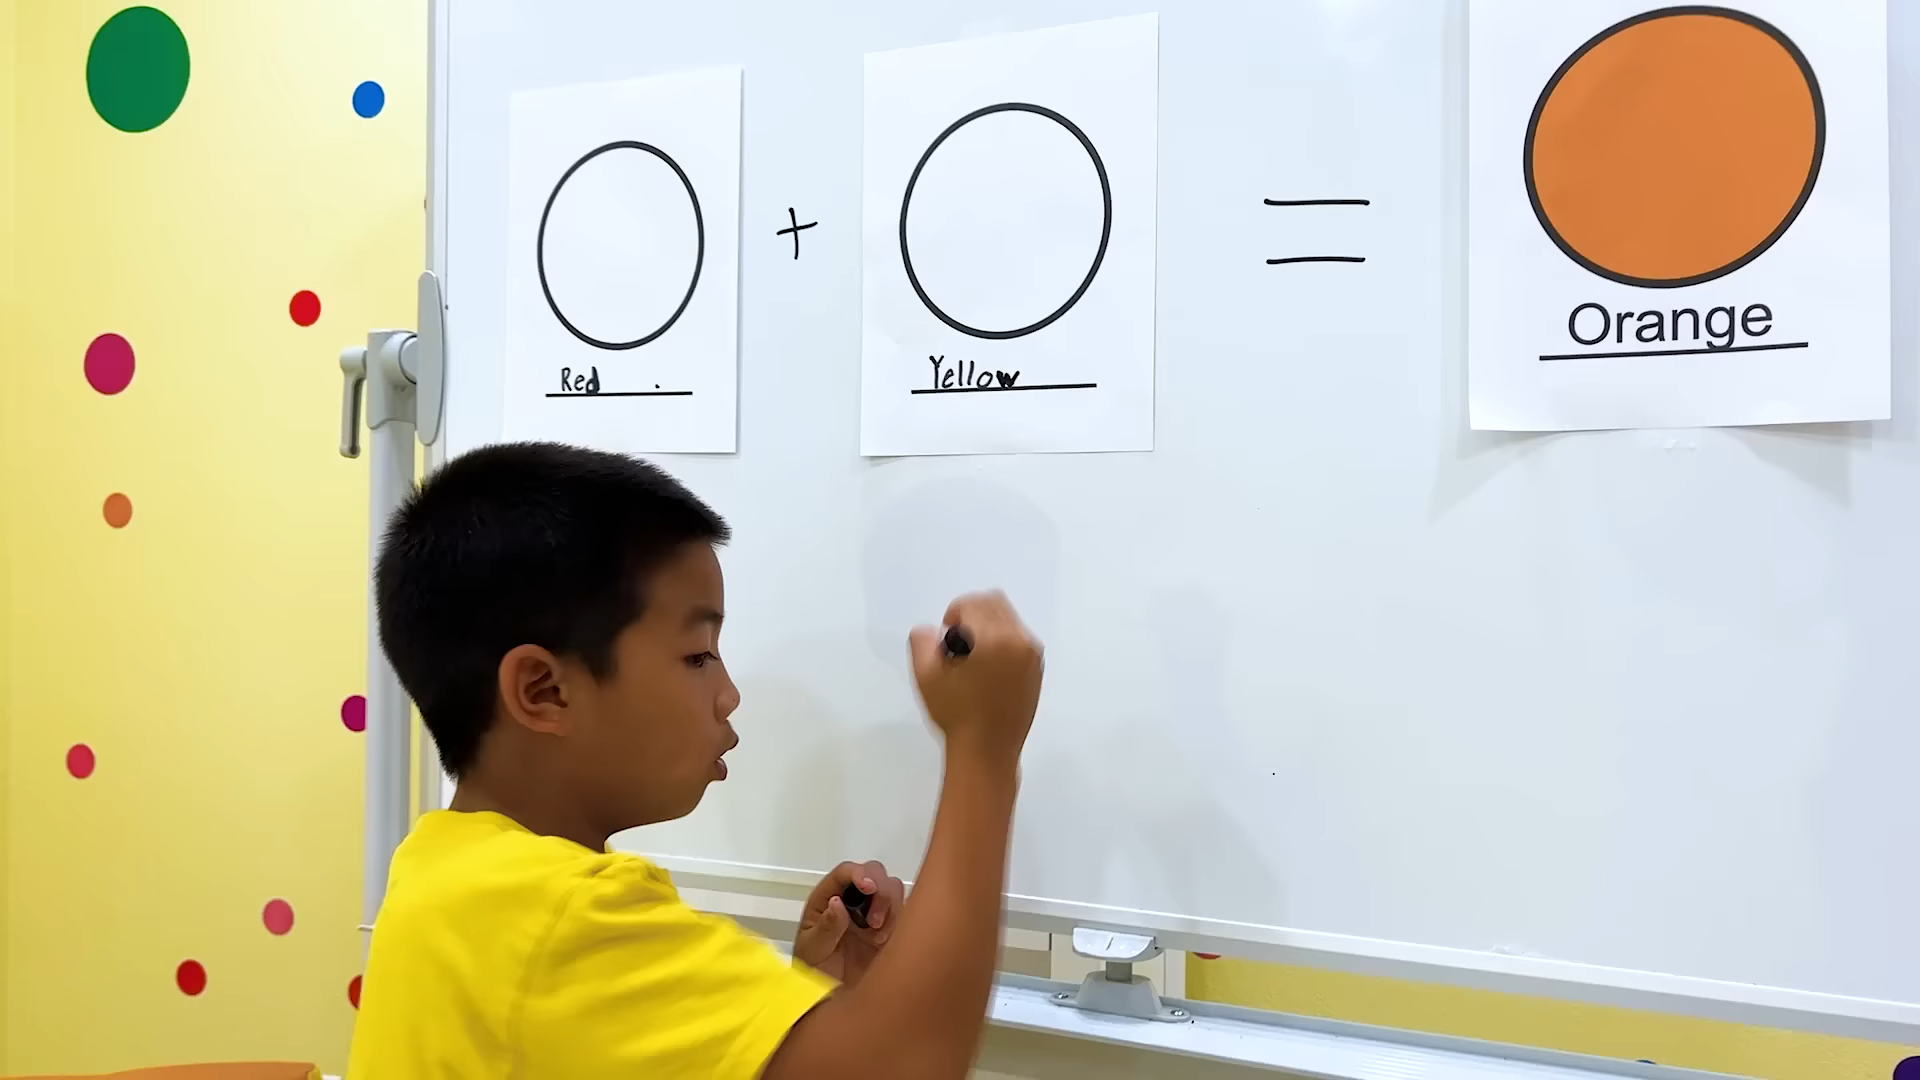 Red + Yellow = Orange